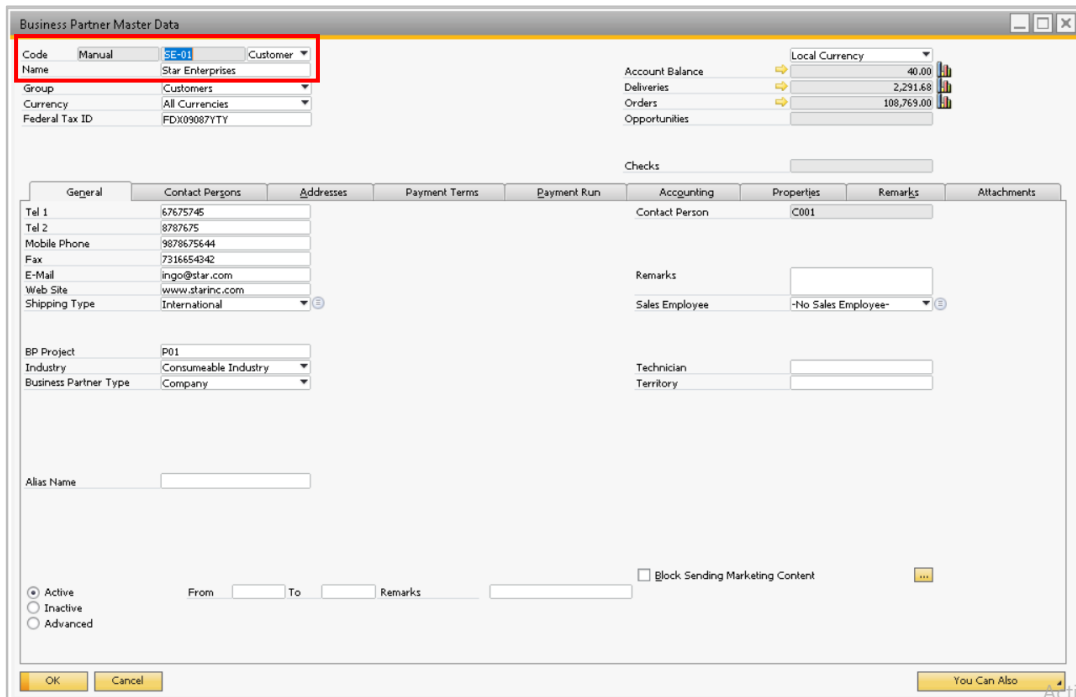 Business Partner Master Data
Code Manual SE-01 Customer Local Currency
Name Star Enterprises Account Balance 40.00
Group Customers Deliveries 2,291.68
Currency All Currencies Orders 108,769.00
Federal Tax ID FDX09087YTY Opportunities
Checks
General Contact Persons Addresses Payment Terms Payment Run Accounting Properties Remarks Attachments
Tel 1 67675745 Contact Person C001
Tel 2 8787675
Mobile Phone 9878675644
Fax 7316654342
E-Mail ingo@star.com Remarks
Web Site www.starinc.com
Shipping Type International Sales Employee -No Sales Employee-
BP Project P01
Industry Consumeable Industry Technician
Business Partner Type Company Territory
Alias Name
Block Sending Marketing Content ...
Active From To Remarks
Inactive
Advanced
OK Cancel You Can Also